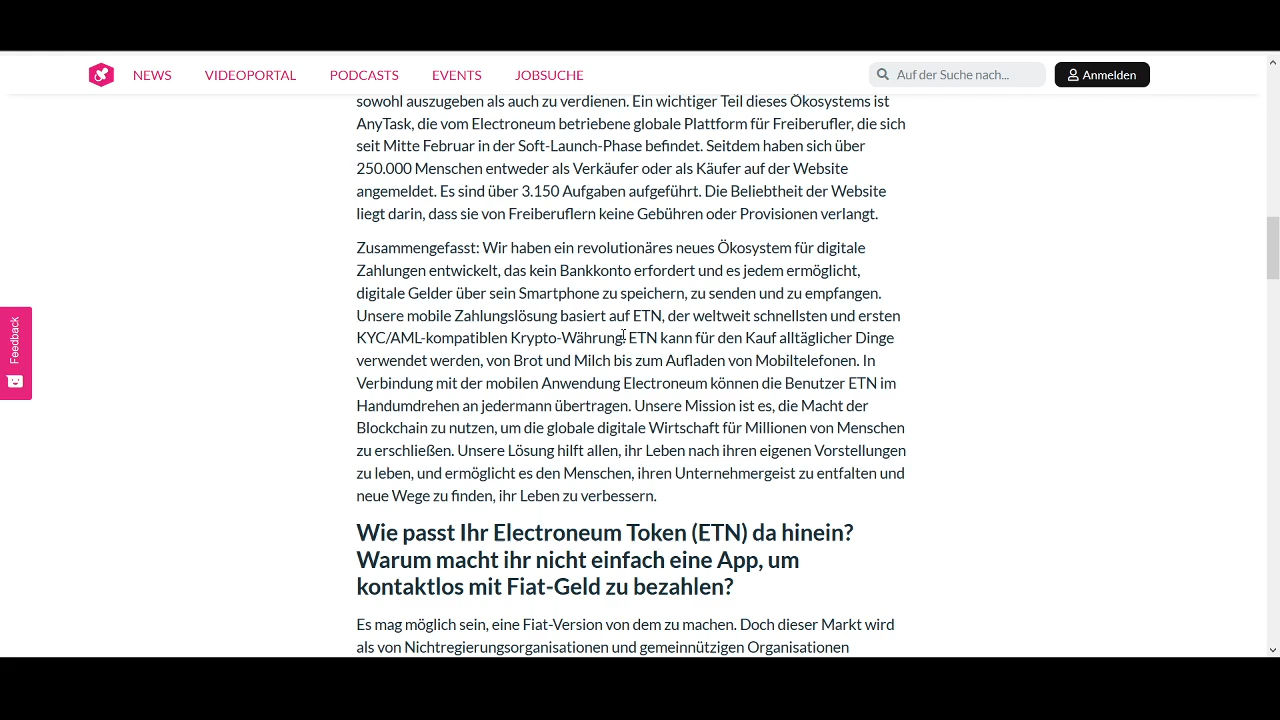 NEWS VIDEOPORTAL PODCASTS EVENTS JOBSUCHE Auf der Suche nach... Anmelden
sowohl auszugeben als auch zu verdienen. Ein wichtiger Teil dieses Ökosystems ist
AnyTask, die vom Electroneum betriebene globale Plattform für Freiberufler, die sich
seit Mitte Februar in der Soft-Launch-Phase befindet. Seitdem haben sich über
250.000 Menschen entweder als Verkäufer oder als Käufer auf der Website
angemeldet. Es sind über 3.150 Aufgaben aufgeführt. Die Beliebtheit der Website
liegt darin, dass sie von Freiberuflern keine Gebühren oder Provisionen verlangt.
Zusammengefasst: Wir haben ein revolutionäres neues Ökosystem für digitale
Zahlungen entwickelt, das kein Bankkonto erfordert und es jedem ermöglicht,
digitale Gelder über sein Smartphone zu speichern, zu senden und zu empfangen.
Unsere mobile Zahlungslösung basiert auf ETN, der weltweit schnellsten und ersten
KYC/AML-kompatiblen Krypto-Währung. ETN kann für den Kauf alltäglicher Dinge
verwendet werden, von Brot und Milch bis zum Aufladen von Mobiltelefonen. In
Verbindung mit der mobilen Anwendung Electroneum können die Benutzer ETN im
Handumdrehen an jedermann übertragen. Unsere Mission ist es, die Macht der
Blockchain zu nutzen, um die globale digitale Wirtschaft für Millionen von Menschen
zu erschließen. Unsere Lösung hilft allen, ihr Leben nach ihren eigenen Vorstellungen
zu leben, und ermöglicht es den Menschen, ihren Unternehmergeist zu entfalten und
neue Wege zu finden, ihr Leben zu verbessern.
Wie passt Ihr Electroneum Token (ETN) da hinein?
Warum macht ihr nicht einfach eine App, um
kontaktlos mit Fiat-Geld zu bezahlen?
Es mag möglich sein, eine Fiat-Version von dem zu machen. Doch dieser Markt wird
als von Nichtregierungsorganisationen und gemeinnützigen Organisationen
Feedback